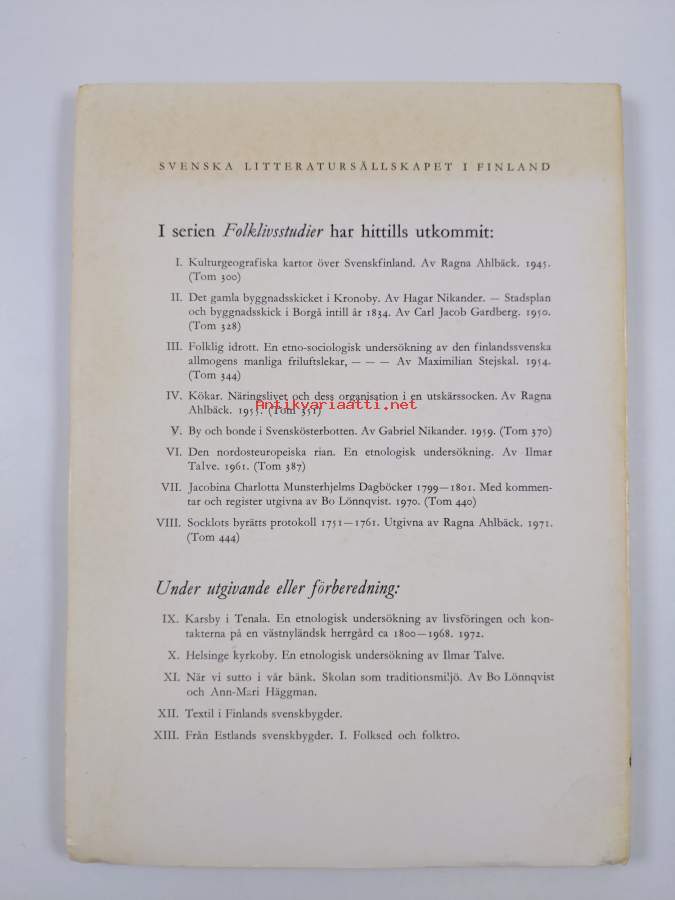 SVENSKA LITTERATURSÄLLSKAPET I FINLAND
I serien Folklivsstudier har hittills utkommit:
I. Kulturgeografiska kartor över Svenskfinland. Av Ragna Ahlbäck. 1945.
(Tom 300)
II. Det gamla byggnadsskicket i Kronoby. Av Hagar Nikander. — Stadsplan
och byggnadsskick i Borgå intill år 1834. Av Carl Jacob Gardberg. 1950.
(Tom 328)
III. Folklig idrott. En etno-sociologisk undersökning av den finlandssvenska
allmogens manliga friluftslekar, — — — Av Maximilian Stejskal. 1954.
(Tom 344)
IV. Kökar. Näringslivet och dess organisation i en utskärssocken. Av Ragna
Ahlbäck. 1955. (Tom 351)
Antikvariaatti.net
V. By och bonde i Svenskösterbotten. Av Gabriel Nikander. 1959. (Tom 370)
VI. Den nordosteuropeiska rian. En etnologisk undersökning. Av Ilmar
Talve. 1961. (Tom 387)
VII. Jacobina Charlotta Munsterhjelms Dagböcker 1799—1801. Med kommen-
tar och register utgivna av Bo Lönnqvist. 1970. (Tom 440)
VIII. Socklots byrätts protokoll 1751—1761. Utgivna av Ragna Ahlbäck. 1971.
(Tom 444)
Under utgivande eller förberedning:
IX. Karsby i Tenala. En etnologisk undersökning av livsföringen och kon-
takterna på en västnyländsk herrgård ca 1800—1968. 1972.
X. Helsinge kyrkoby. En etnologisk undersökning av Ilmar Talve.
XI. När vi sutto i vår bänk. Skolan som traditionsmiljö. Av Bo Lönnqvist
och Ann-Mari Häggman.
XII. Textil i Finlands svenskbygder.
XIII. Från Estlands svenskbygder. I. Folksed och folktro.